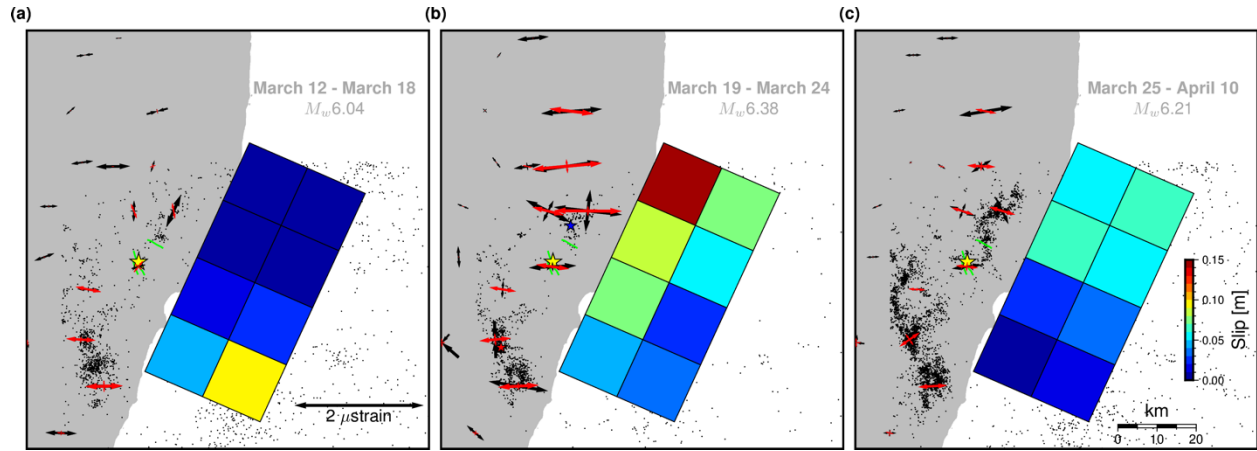 (a)
March 12 - March 18
Mw6.04
2 μstrain
(b)
March 19 - March 24
Mw6.38
(c)
March 25 - April 10
Mw6.21
0.15
0.10
0.05
0.00
Slip [m]
km
0 10 20